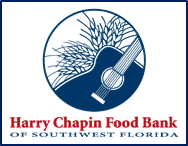 Harry Chapin Food Bank
OF SOUTHWEST FLORIDA